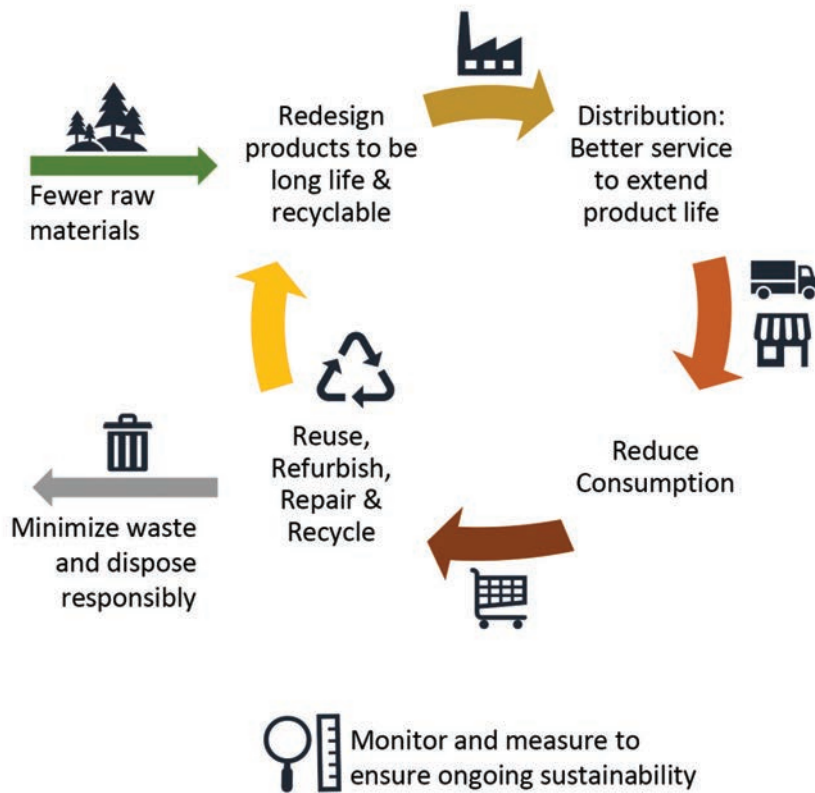 Fewer raw
materials
Redesign
products to be
long life &
recyclable
Distribution:
Better service
to extend
product life
Reduce
Consumption
Reuse,
Refurbish,
Repair &
Recycle
Minimize waste
and dispose
responsibly
Monitor and measure to
ensure ongoing sustainability